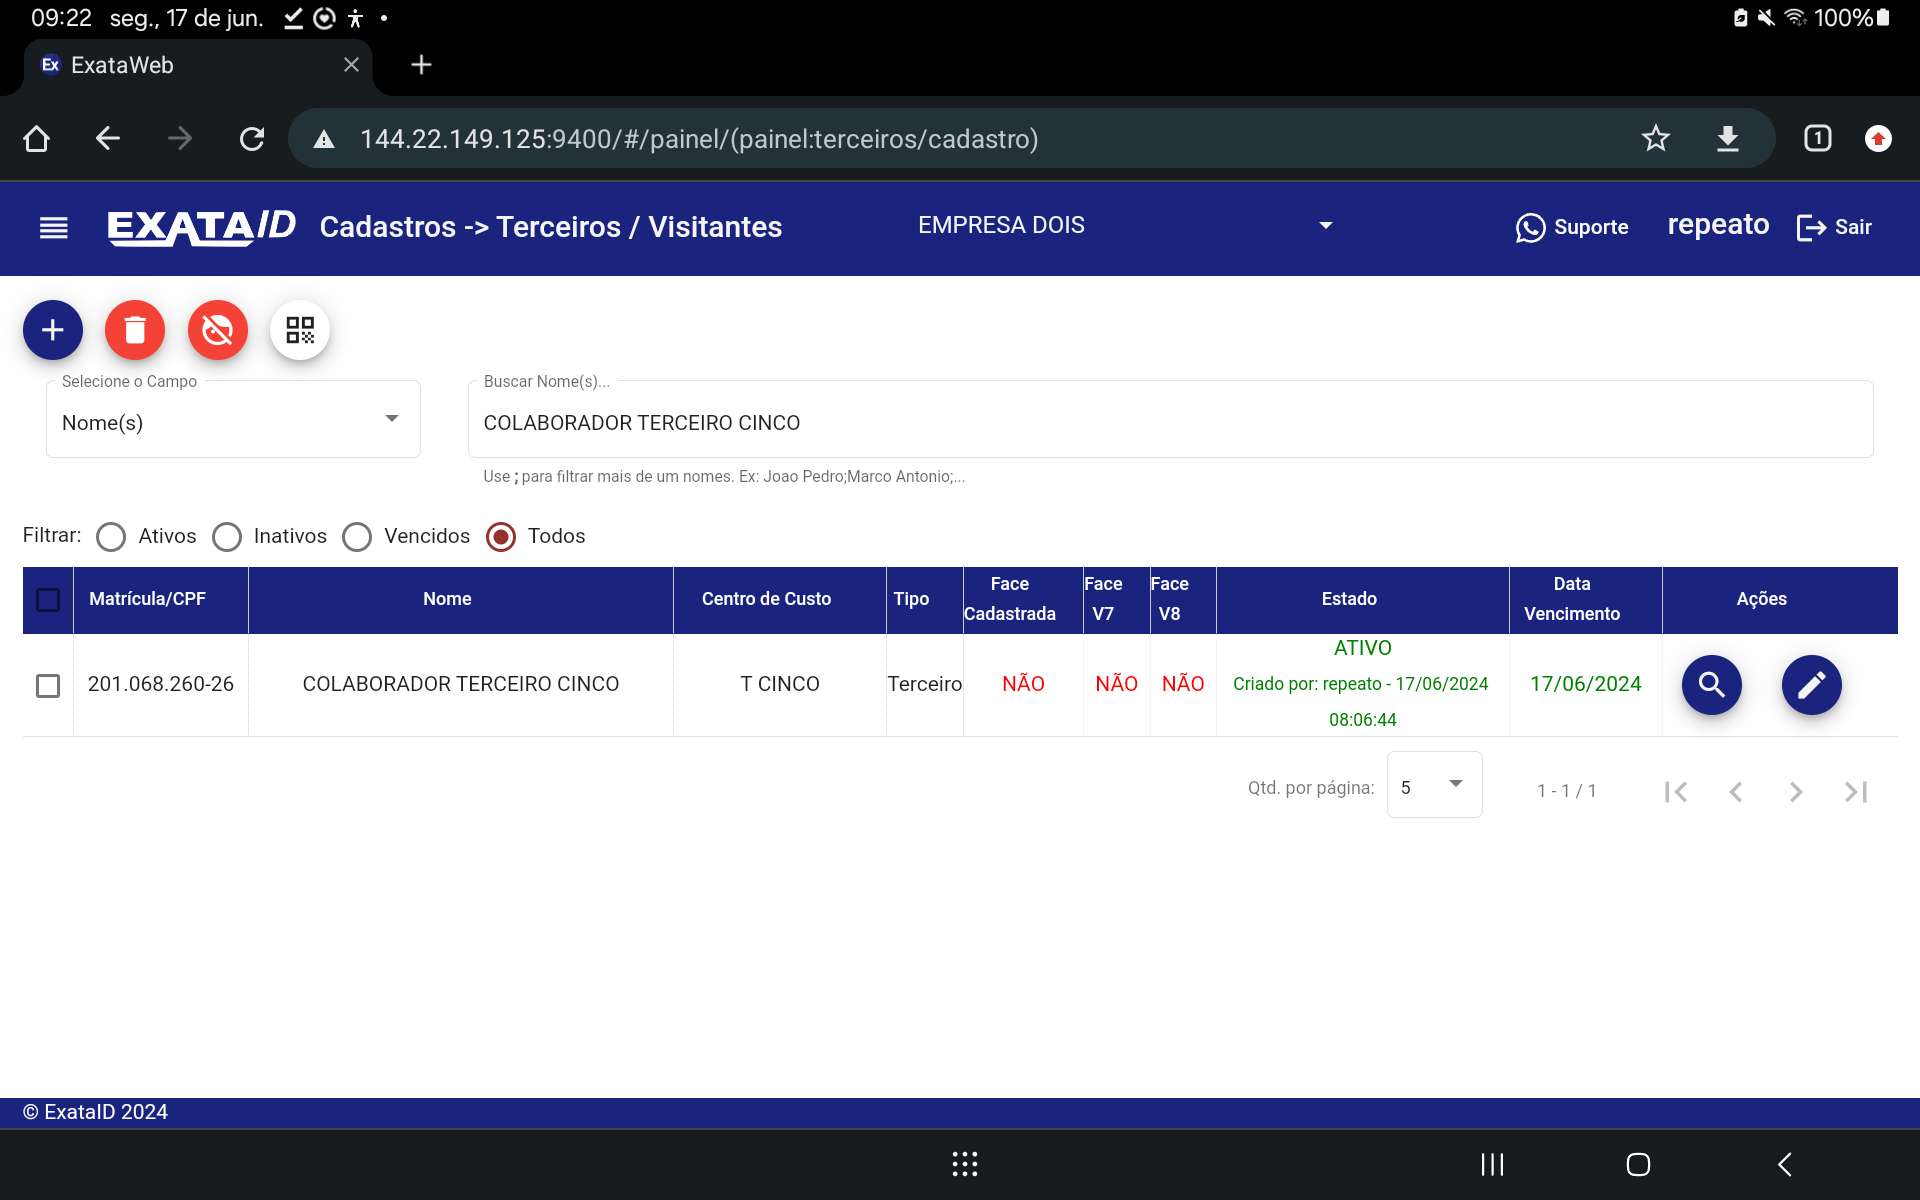 09:22 seg., 17 de jun. 100%
Ex ExataWeb
144.22.149.125:9400/#/painel/(painel:terceiros/cadastro) 1
EXATAID Cadastros -> Terceiros / Visitantes EMPRESA DOIS Suporte repeato Sair
Selecione o Campo Buscar Nome(s)...
Nome(s) COLABORADOR TERCEIRO CINCO
Use ; para filtrar mais de um nomes. Ex: Joao Pedro;Marco Antonio;...
Filtrar: Ativos Inativos Vencidos Todos
Matrícula/CPF Nome Centro de Custo Tipo Face Cadastrada Face V7 Face V8 Estado Data Vencimento Ações
201.068.260-26 COLABORADOR TERCEIRO CINCO T CINCO Terceiro NÃO NÃO NÃO ATIVO Criado por: repeato - 17/06/2024 08:06:44 17/06/2024
Qtd. por página: 5 1 - 1 / 1
© ExataID 2024